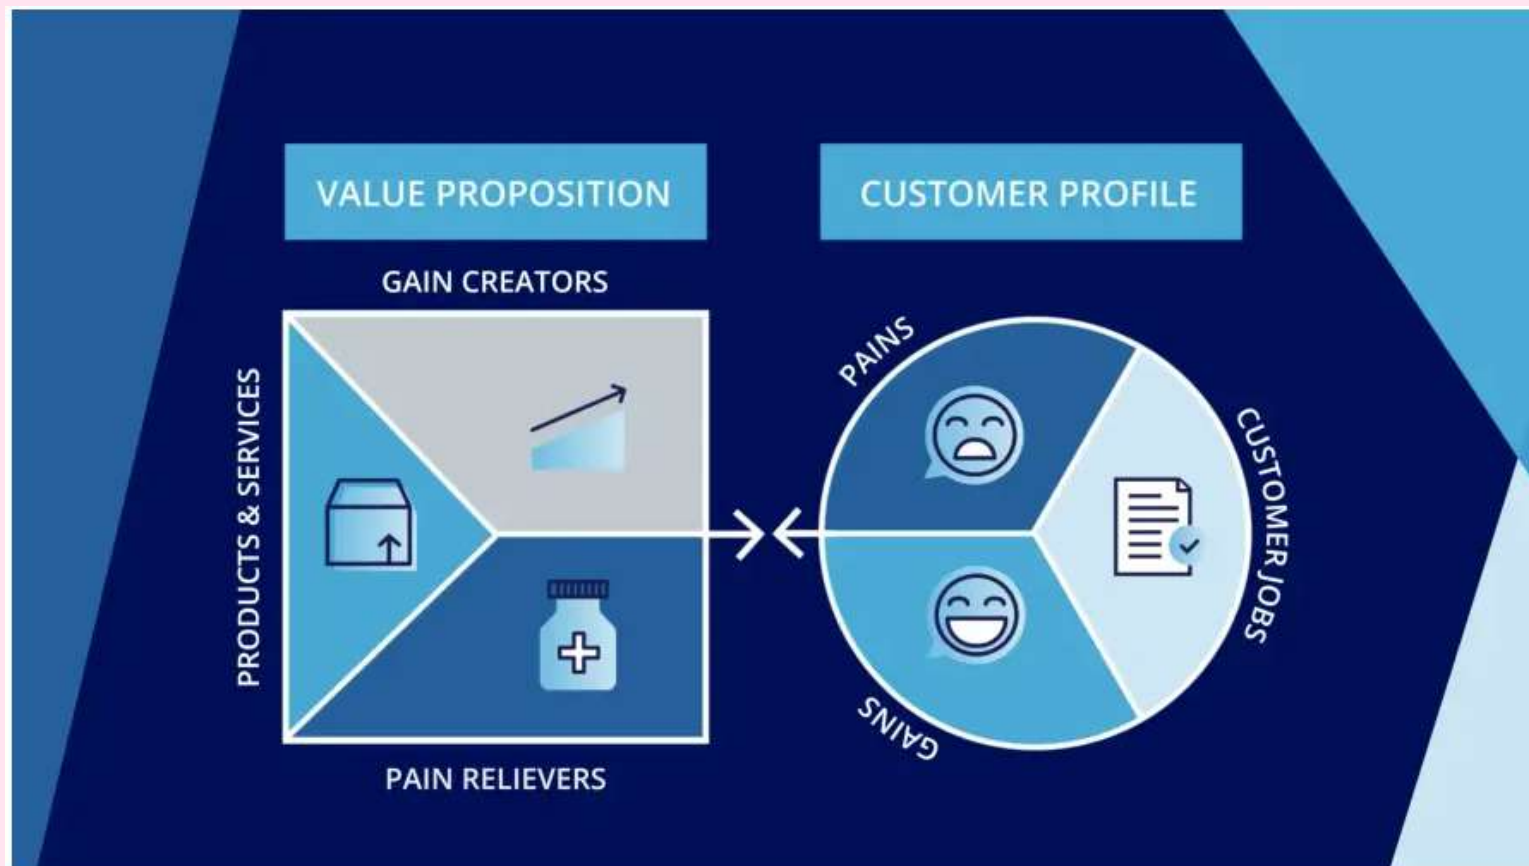 VALUE PROPOSITION
CUSTOMER PROFILE
GAIN CREATORS
PRODUCTS & SERVICES
PAIN RELIEVERS
PAINS
CUSTOMER JOBS
GAINS